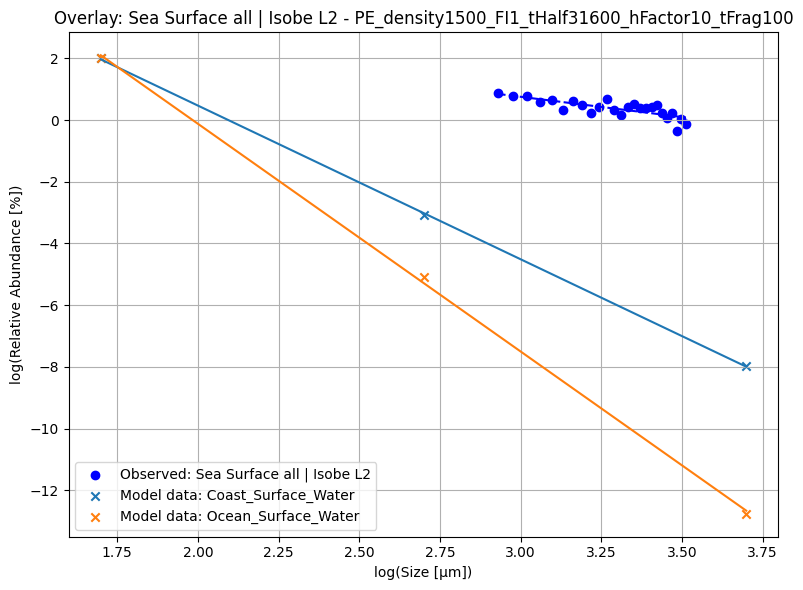 Overlay: Sea Surface all | Isobe L2 - PE_density1500_FI1_tHalf31600_hFactor10_tFrag100
log(Relative Abundance [%])
2
0
−2
−4
−6
−8
−10
−12
Observed: Sea Surface all | Isobe L2
Model data: Coast_Surface_Water
Model data: Ocean_Surface_Water
1.75 2.00 2.25 2.50 2.75 3.00 3.25 3.50 3.75
log(Size [µm])